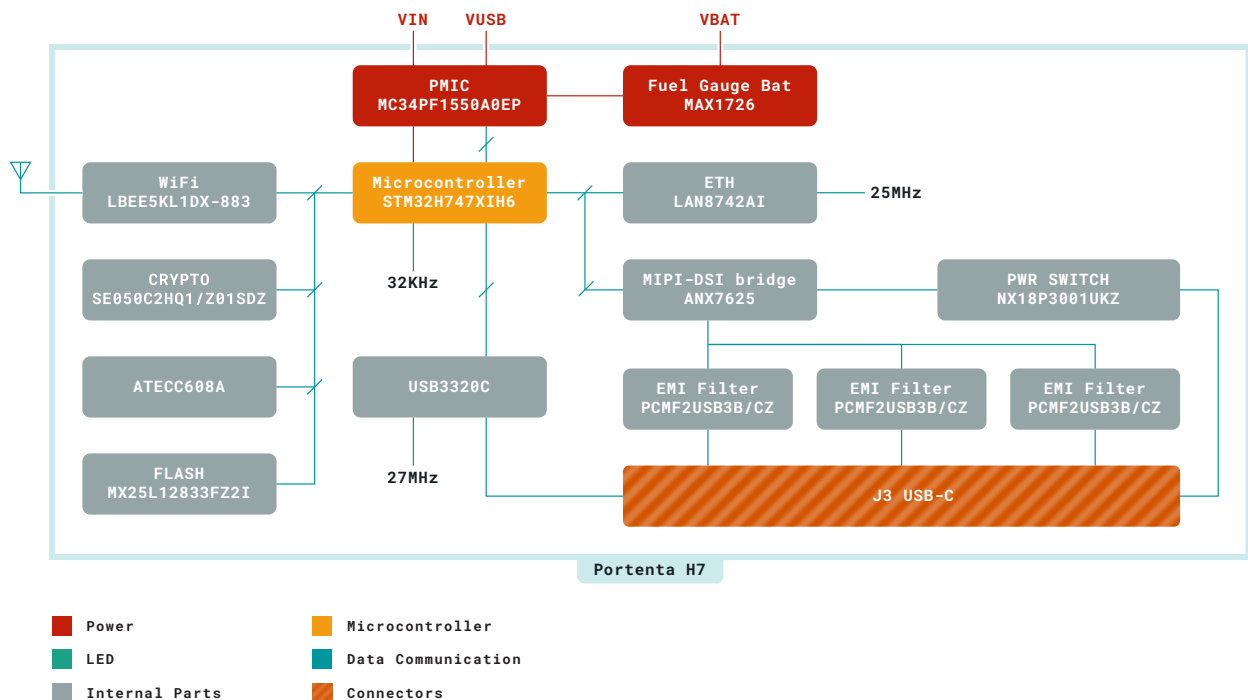 VIN
VUSB
VBAT
PMIC
MC34PF1550A0EP
Fuel Gauge Bat
MAX1726
WiFi
LBEE5KL1DX-883
Microcontroller
STM32H747XIH6
ETH
LAN8742AI
25MHz
CRYPTO
SE050C2HQ1/Z01SDZ
32KHz
MIPI-DSI bridge
ANX7625
PWR SWITCH
NX18P3001UKZ
ATECC608A
USB3320C
EMI Filter
PCMF2USB3B/CZ
EMI Filter
PCMF2USB3B/CZ
EMI Filter
PCMF2USB3B/CZ
FLASH
MX25L12833FZ2I
27MHz
J3 USB-C
Portenta H7
Power
Microcontroller
LED
Data Communication
Internal Parts
Connectors